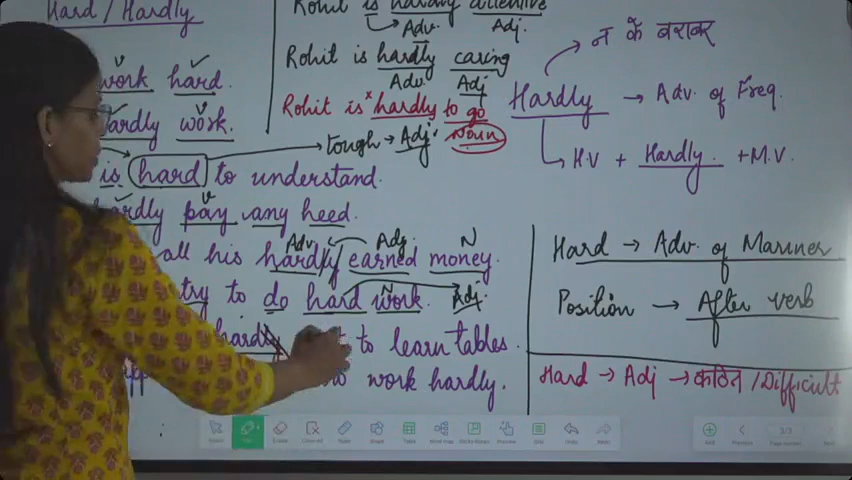 Hard / Hardly
work hard
hardly work.
is hard to understand.
hardly pay any heed.
Adv. Adj. N
all his hardly earned money.
try to do hard work. N Adj.
hardly to learn tables.
work hardly.
Rohit is hardly attentive
Adv. Adj.
Rohit is hardly caring
Adv. Adj
Rohit is hardly to go
Noun
tough → Adj.
न के बराबर
Hardly → Adv. of Freq.
H.V + Hardly + M.V.
Hard → Adv. of Manner
Position → After verb
Hard → Adj → कठिन / Difficult